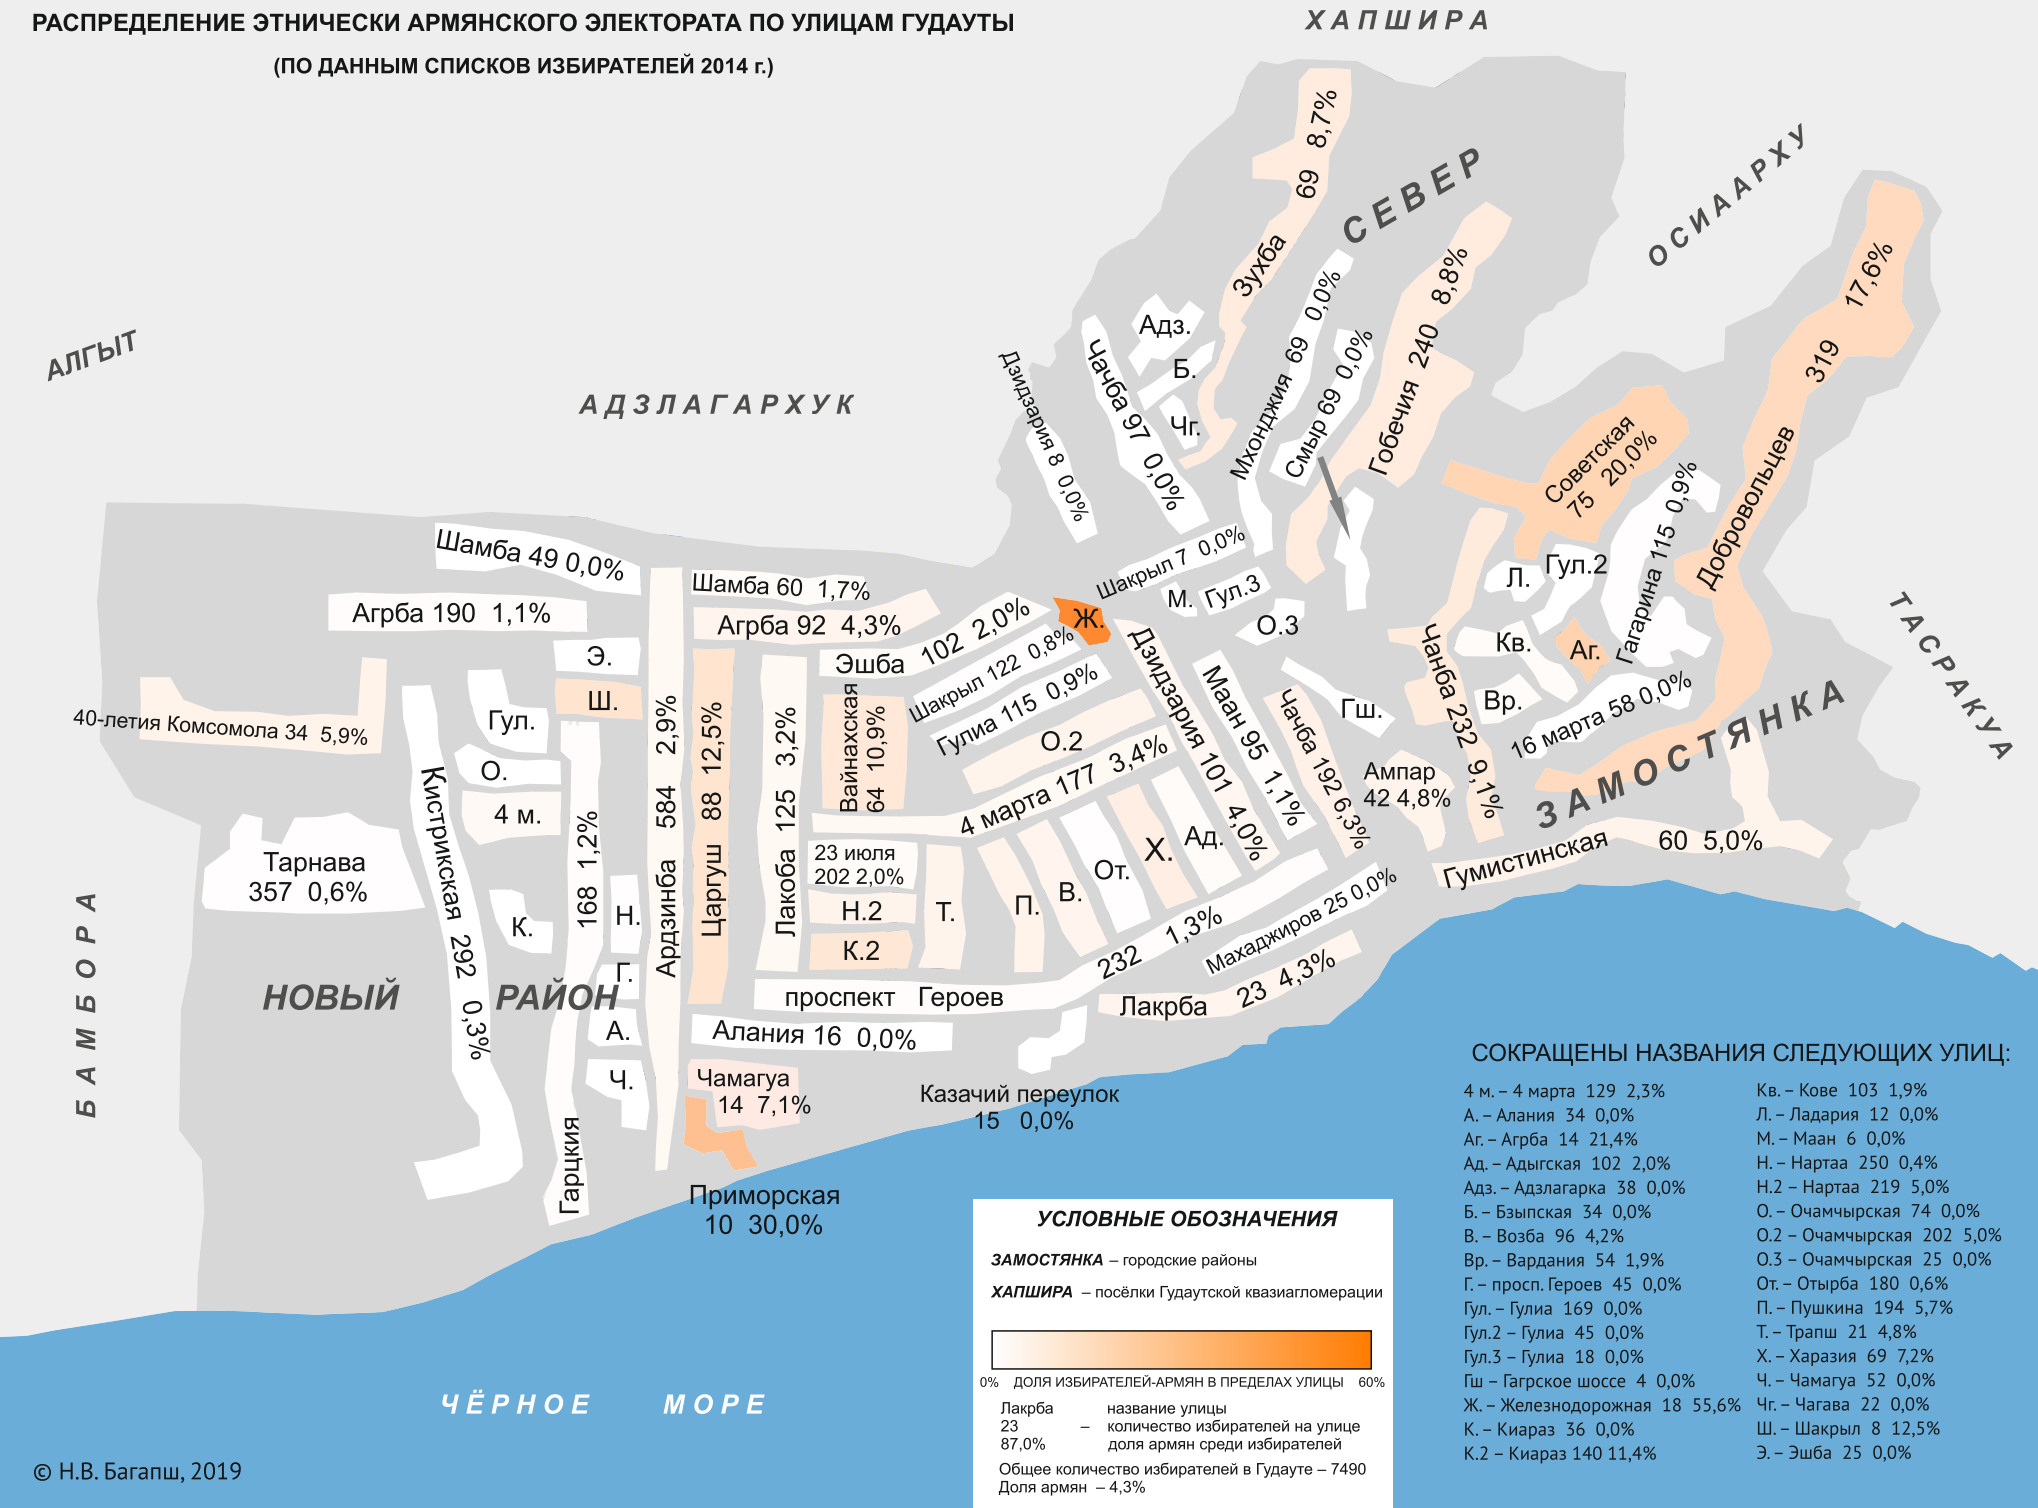 РАСПРЕДЕЛЕНИЕ ЭТНИЧЕСКИ АРМЯНСКОГО ЭЛЕКТОРАТА ПО УЛИЦАМ ГУДАУТЫ
(ПО ДАННЫМ СПИСКОВ ИЗБИРАТЕЛЕЙ 2014 г.)
ХАПШИРА
СЕВЕР
ОСИААРХУ
АЛГЫТ
АДЗЛАГАРХУК
ТАСРАКУА
ЗАМОСТЯНКА
БАМБОРА
НОВЫЙ РАЙОН
Зухба 69 8,7%
Адз.
Б.
Чг.
Чачба 97 0,0%
Дзидзария 8 0,0%
Мхонджия 69 0,0%
Смыр 69 0,0%
Гобечия 240 8,8%
Советская
75 20,0%
Добровольцев 319 17,6%
Гагарина 115 0,9%
Гул.2
Л.
Кв.
Аг.
Вр.
16 марта 58 0,0%
Чанба 232 9,1%
Шамба 49 0,0%
Шамба 60 1,7%
Агрба 190 1,1%
Агрба 92 4,3%
Эшба 102 2,0%
Шакрыл 7 0,0%
Ж.
М.
Гул.3
О.3
Шакрыл 122 0,8%
Гулиа 115 0,9%
О.2
4 марта 177 3,4%
Дзидзария 101 4,0%
Маан 95 1,1%
Чачба 192 6,3%
Гш.
Ампар
42 4,8%
Гумистинская 60 5,0%
Э.
Ш.
Гул.
О.
4 м.
40-летия Комсомола 34 5,9%
Кистрикская 292 0,3%
Тарнава
357 0,6%
К.
Гарцкия 168 1,2%
Н.
Г.
А.
Ч.
Ардзинба 584 2,9%
Царгуш 88 12,5%
Лакоба 125 3,2%
Вайнахская
64 10,9%
23 июля
202 2,0%
Н.2
К.2
Т.
П.
В.
От.
Х.
Ад.
проспект Героев 232 1,3%
Махаджиров 25 0,0%
Лакрба 23 4,3%
Алания 16 0,0%
Чамагуа
14 7,1%
Казачий переулок
15 0,0%
Приморская
10 30,0%
ЧЁРНОЕ МОРЕ
© Н.В. Багапш, 2019
УСЛОВНЫЕ ОБОЗНАЧЕНИЯ
ЗАМОСТЯНКА – городские районы
ХАПШИРА – посёлки Гудаутской квазиагломерации
0% ДОЛЯ ИЗБИРАТЕЛЕЙ-АРМЯН В ПРЕДЕЛАХ УЛИЦЫ 60%
Лакрба название улицы
23 – количество избирателей на улице
87,0% доля армян среди избирателей
Общее количество избирателей в Гудауте – 7490
Доля армян – 4,3%
СОКРАЩЕНЫ НАЗВАНИЯ СЛЕДУЮЩИХ УЛИЦ:
4 м. – 4 марта 129 2,3%
А. – Алания 34 0,0%
Аг. – Агрба 14 21,4%
Ад. – Адыгская 102 2,0%
Адз. – Адзлагарка 38 0,0%
Б. – Бзыпская 34 0,0%
В. – Возба 96 4,2%
Вр. – Вардания 54 1,9%
Г. – просп. Героев 45 0,0%
Гул. – Гулиа 169 0,0%
Гул.2 – Гулиа 45 0,0%
Гул.3 – Гулиа 18 0,0%
Гш – Гагрское шоссе 4 0,0%
Ж. – Железнодорожная 18 55,6%
К. – Киараз 36 0,0%
К.2 – Киараз 140 11,4%
Кв. – Кове 103 1,9%
Л. – Ладария 12 0,0%
М. – Маан 6 0,0%
Н. – Нартаа 250 0,4%
Н.2 – Нартаа 219 5,0%
О. – Очамчырская 74 0,0%
О.2 – Очамчырская 202 5,0%
О.3 – Очамчырская 25 0,0%
От. – Отырба 180 0,6%
П. – Пушкина 194 5,7%
Т. – Трапш 21 4,8%
Х. – Харазия 69 7,2%
Ч. – Чамагуа 52 0,0%
Чг. – Чагава 22 0,0%
Ш. – Шакрыл 8 12,5%
Э. – Эшба 25 0,0%